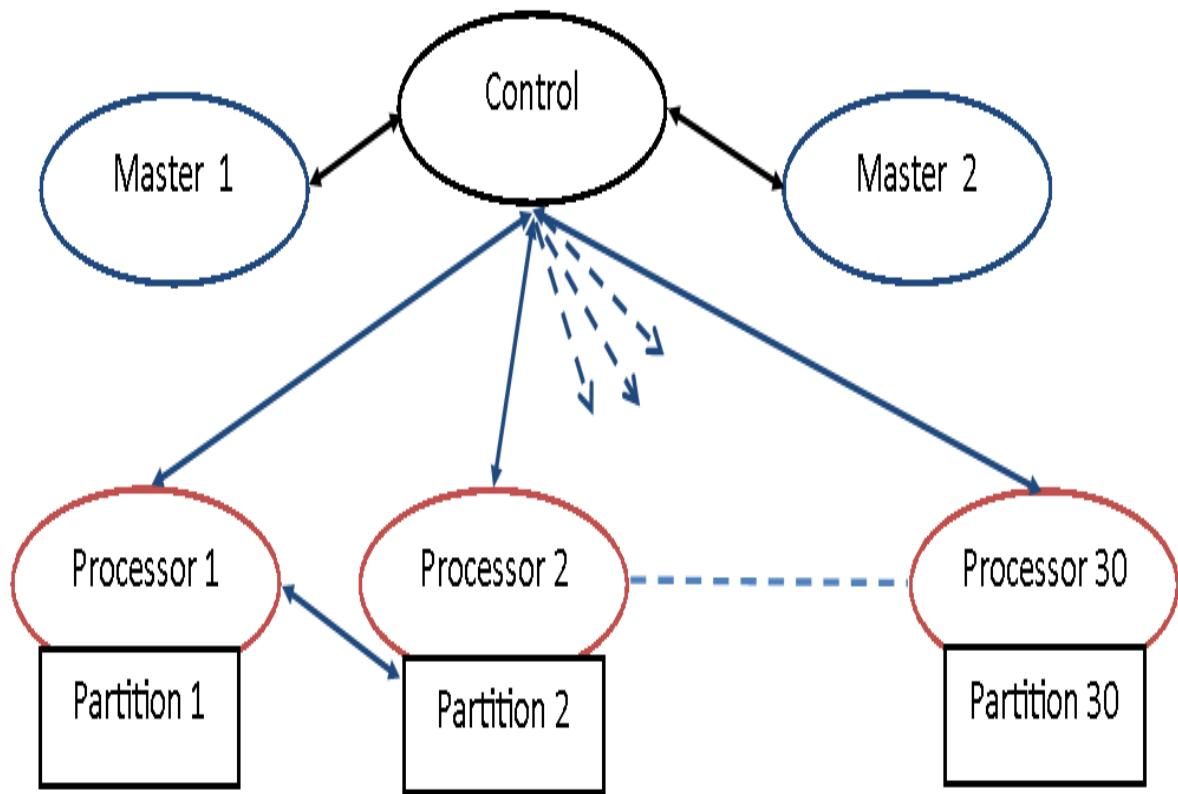 Control
Master 1
Master 2
Processor 1
Processor 2
Processor 30
Partition 1
Partition 2
Partition 30